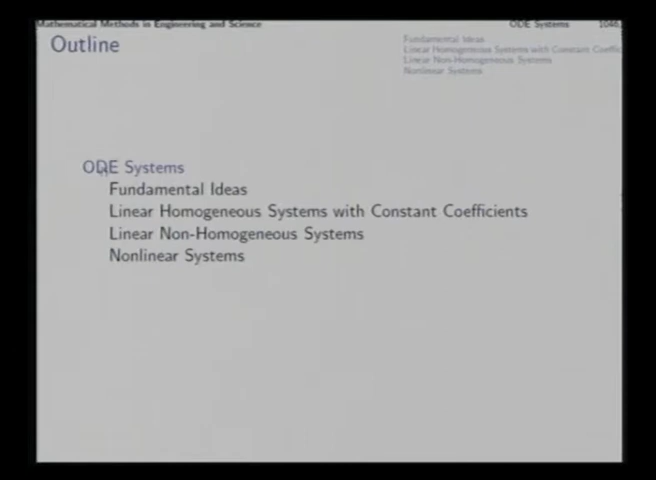 Mathematical Methods in Engineering and Science
ODE Systems
Outline
Fundamental Ideas
Linear Homogeneous Systems with Constant
Linear Non-Homogeneous Systems
Nonlinear Systems
ODE Systems
Fundamental Ideas
Linear Homogeneous Systems with Constant Coefficients
Linear Non-Homogeneous Systems
Nonlinear Systems